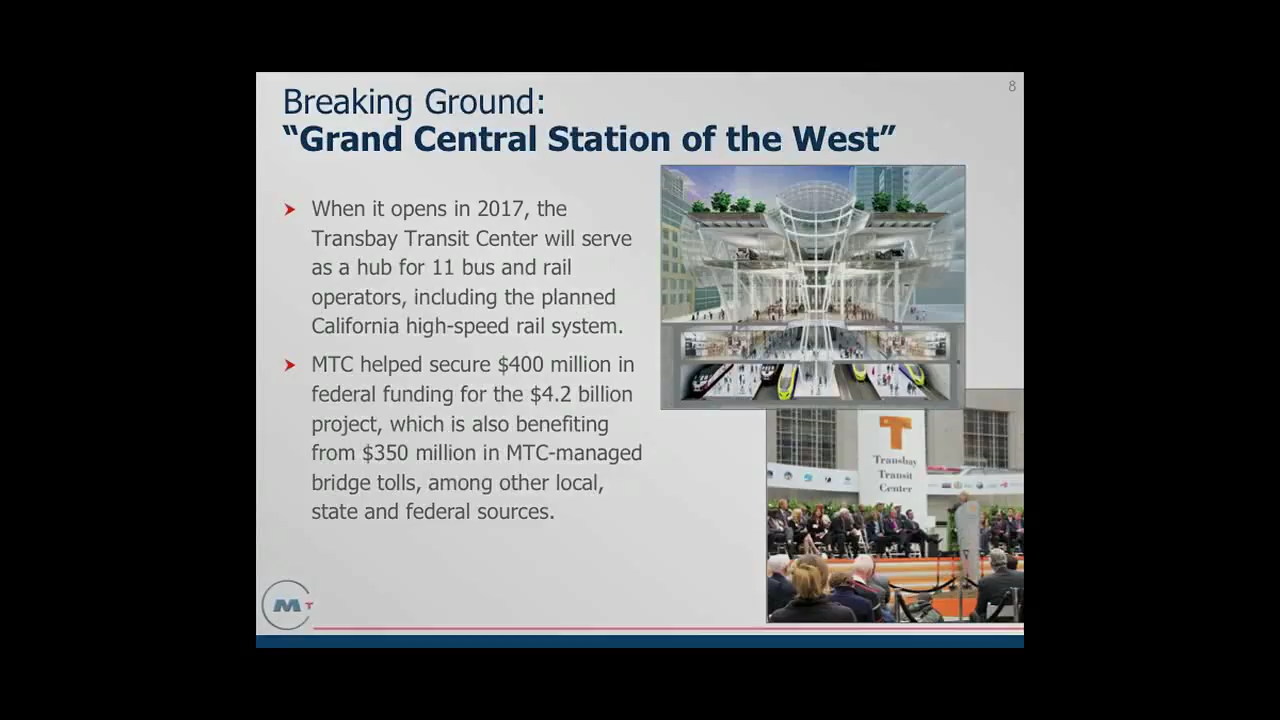 8
Breaking Ground:
“Grand Central Station of the West”
When it opens in 2017, the
Transbay Transit Center will serve
as a hub for 11 bus and rail
operators, including the planned
California high-speed rail system.
MTC helped secure $400 million in
federal funding for the $4.2 billion
project, which is also benefiting
from $350 million in MTC-managed
bridge tolls, among other local,
state and federal sources.
T
Transbay
Transit
Center
M T